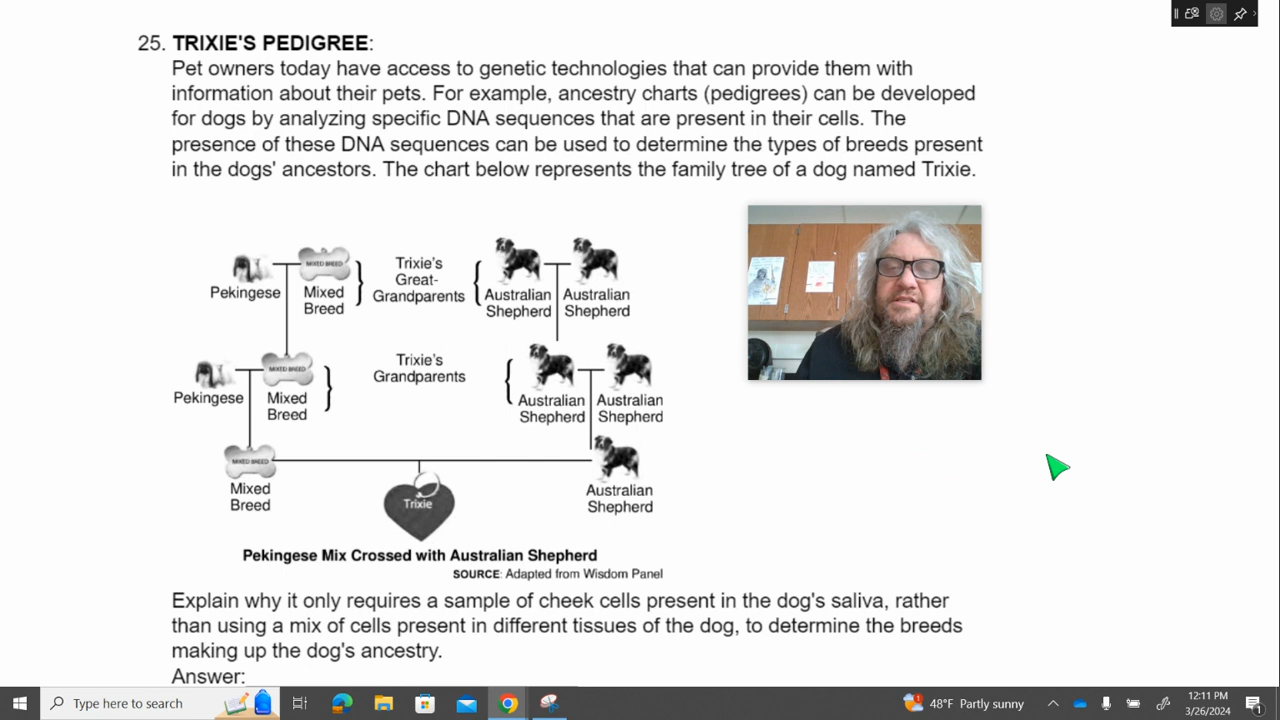 25. TRIXIE'S PEDIGREE:
Pet owners today have access to genetic technologies that can provide them with
information about their pets. For example, ancestry charts (pedigrees) can be developed
for dogs by analyzing specific DNA sequences that are present in their cells. The
presence of these DNA sequences can be used to determine the types of breeds present
in the dogs' ancestors. The chart below represents the family tree of a dog named Trixie.
MIXED BREED
Pekingese
Mixed
Breed
Trixie's
Great-
Grandparents
Australian
Shepherd
Australian
Shepherd
MIXED BREED
Pekingese
Mixed
Breed
Trixie's
Grandparents
Australian
Shepherd
Australian
Shepherd
MIXED BREED
Mixed
Breed
Trixie
Australian
Shepherd
Pekingese Mix Crossed with Australian Shepherd
SOURCE: Adapted from Wisdom Panel
Explain why it only requires a sample of cheek cells present in the dog's saliva, rather
than using a mix of cells present in different tissues of the dog, to determine the breeds
making up the dog's ancestry.
Answer:
Type here to search
48°F Partly sunny
12:11 PM
3/26/2024
1